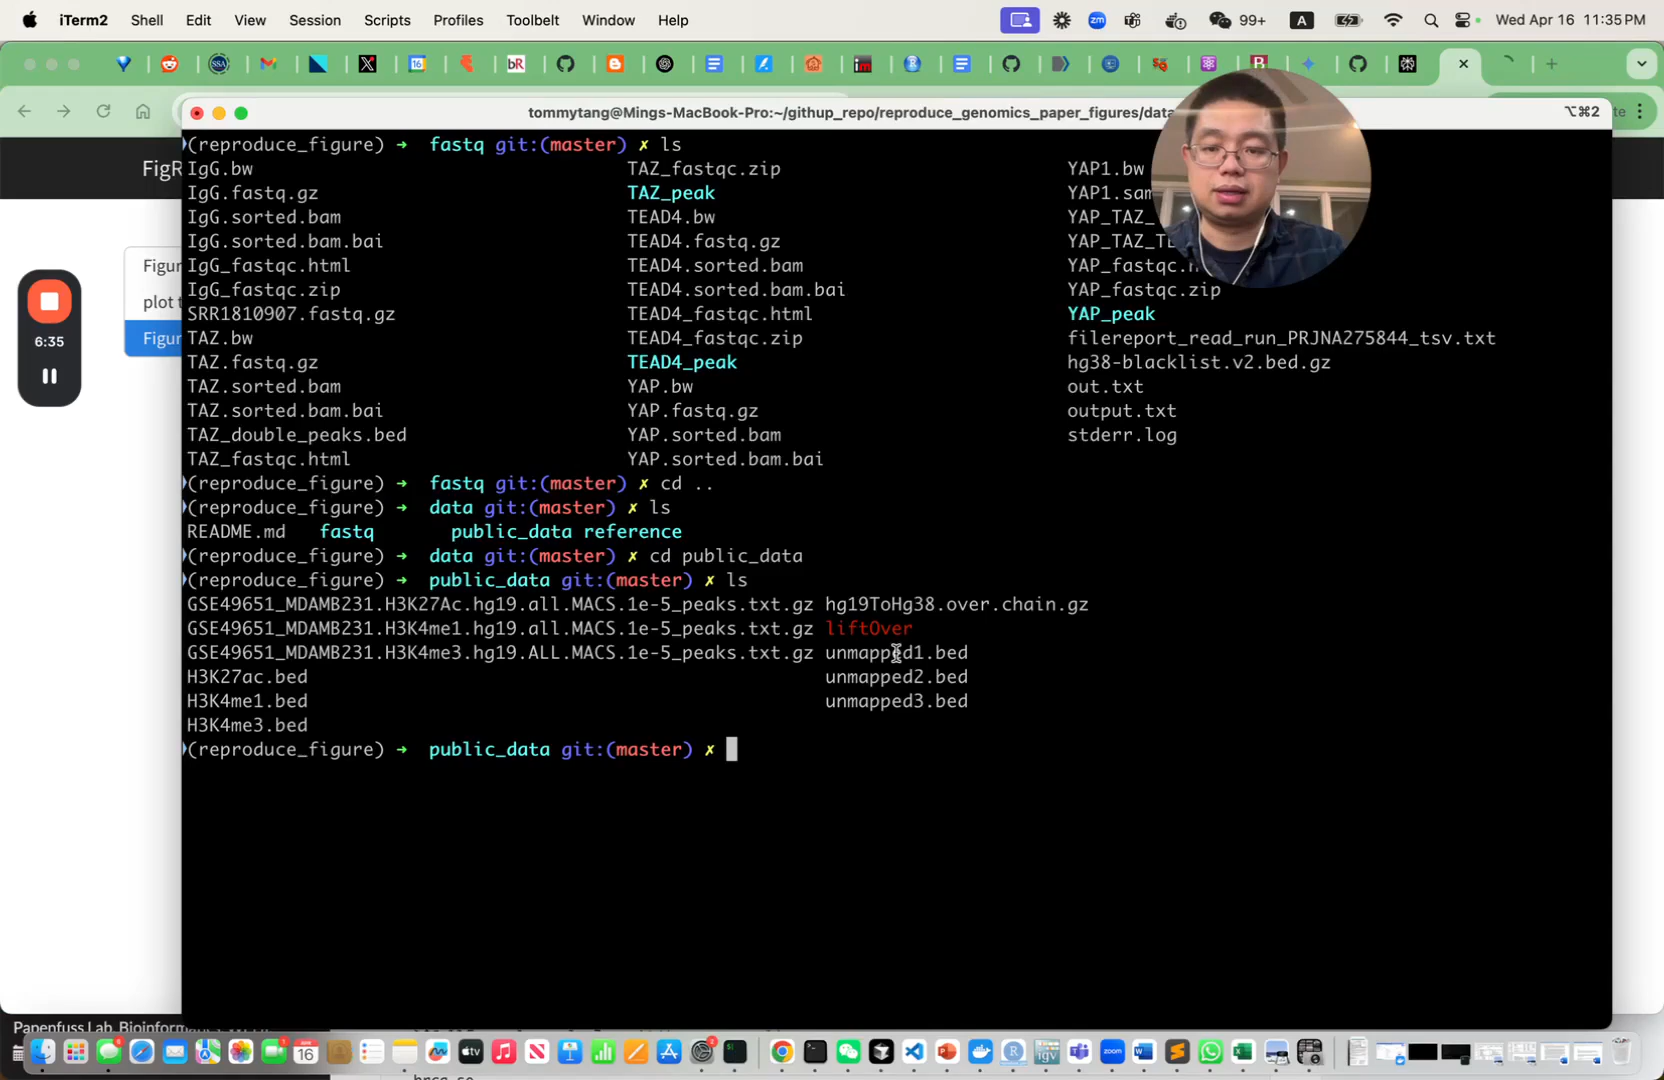 iTerm2 Shell Edit View Session Scripts Profiles Toolbelt Window Help 99+ A Wed Apr 16 11:35 PM
tommytang@Mings-MacBook-Pro:~/githup_repo/reproduce_genomics_paper_figures/data ⌥⌘2
FigR
Figur
plot t
Figur
6:35
(reproduce_figure) → fastq git:(master) ✗ ls
IgG.bw TAZ_fastqc.zip YAP1.bw
IgG.fastq.gz TAZ_peak YAP1.sam
IgG.sorted.bam TEAD4.bw YAP_TAZ_
IgG.sorted.bam.bai TEAD4.fastq.gz YAP_TAZ_TE
IgG_fastqc.html TEAD4.sorted.bam YAP_fastqc.h
IgG_fastqc.zip TEAD4.sorted.bam.bai YAP_fastqc.zip
SRR1810907.fastq.gz TEAD4_fastqc.html YAP_peak
TAZ.bw TEAD4_fastqc.zip filereport_read_run_PRJNA275844_tsv.txt
TAZ.fastq.gz TEAD4_peak hg38-blacklist.v2.bed.gz
TAZ.sorted.bam YAP.bw out.txt
TAZ.sorted.bam.bai YAP.fastq.gz output.txt
TAZ_double_peaks.bed YAP.sorted.bam stderr.log
TAZ_fastqc.html YAP.sorted.bam.bai
(reproduce_figure) → fastq git:(master) ✗ cd ..
(reproduce_figure) → data git:(master) ✗ ls
README.md fastq public_data reference
(reproduce_figure) → data git:(master) ✗ cd public_data
(reproduce_figure) → public_data git:(master) ✗ ls
GSE49651_MDAMB231.H3K27Ac.hg19.all.MACS.1e-5_peaks.txt.gz hg19ToHg38.over.chain.gz
GSE49651_MDAMB231.H3K4me1.hg19.all.MACS.1e-5_peaks.txt.gz liftOver
GSE49651_MDAMB231.H3K4me3.hg19.ALL.MACS.1e-5_peaks.txt.gz unmapped1.bed
H3K27ac.bed unmapped2.bed
H3K4me1.bed unmapped3.bed
H3K4me3.bed
(reproduce_figure) → public_data git:(master) ✗